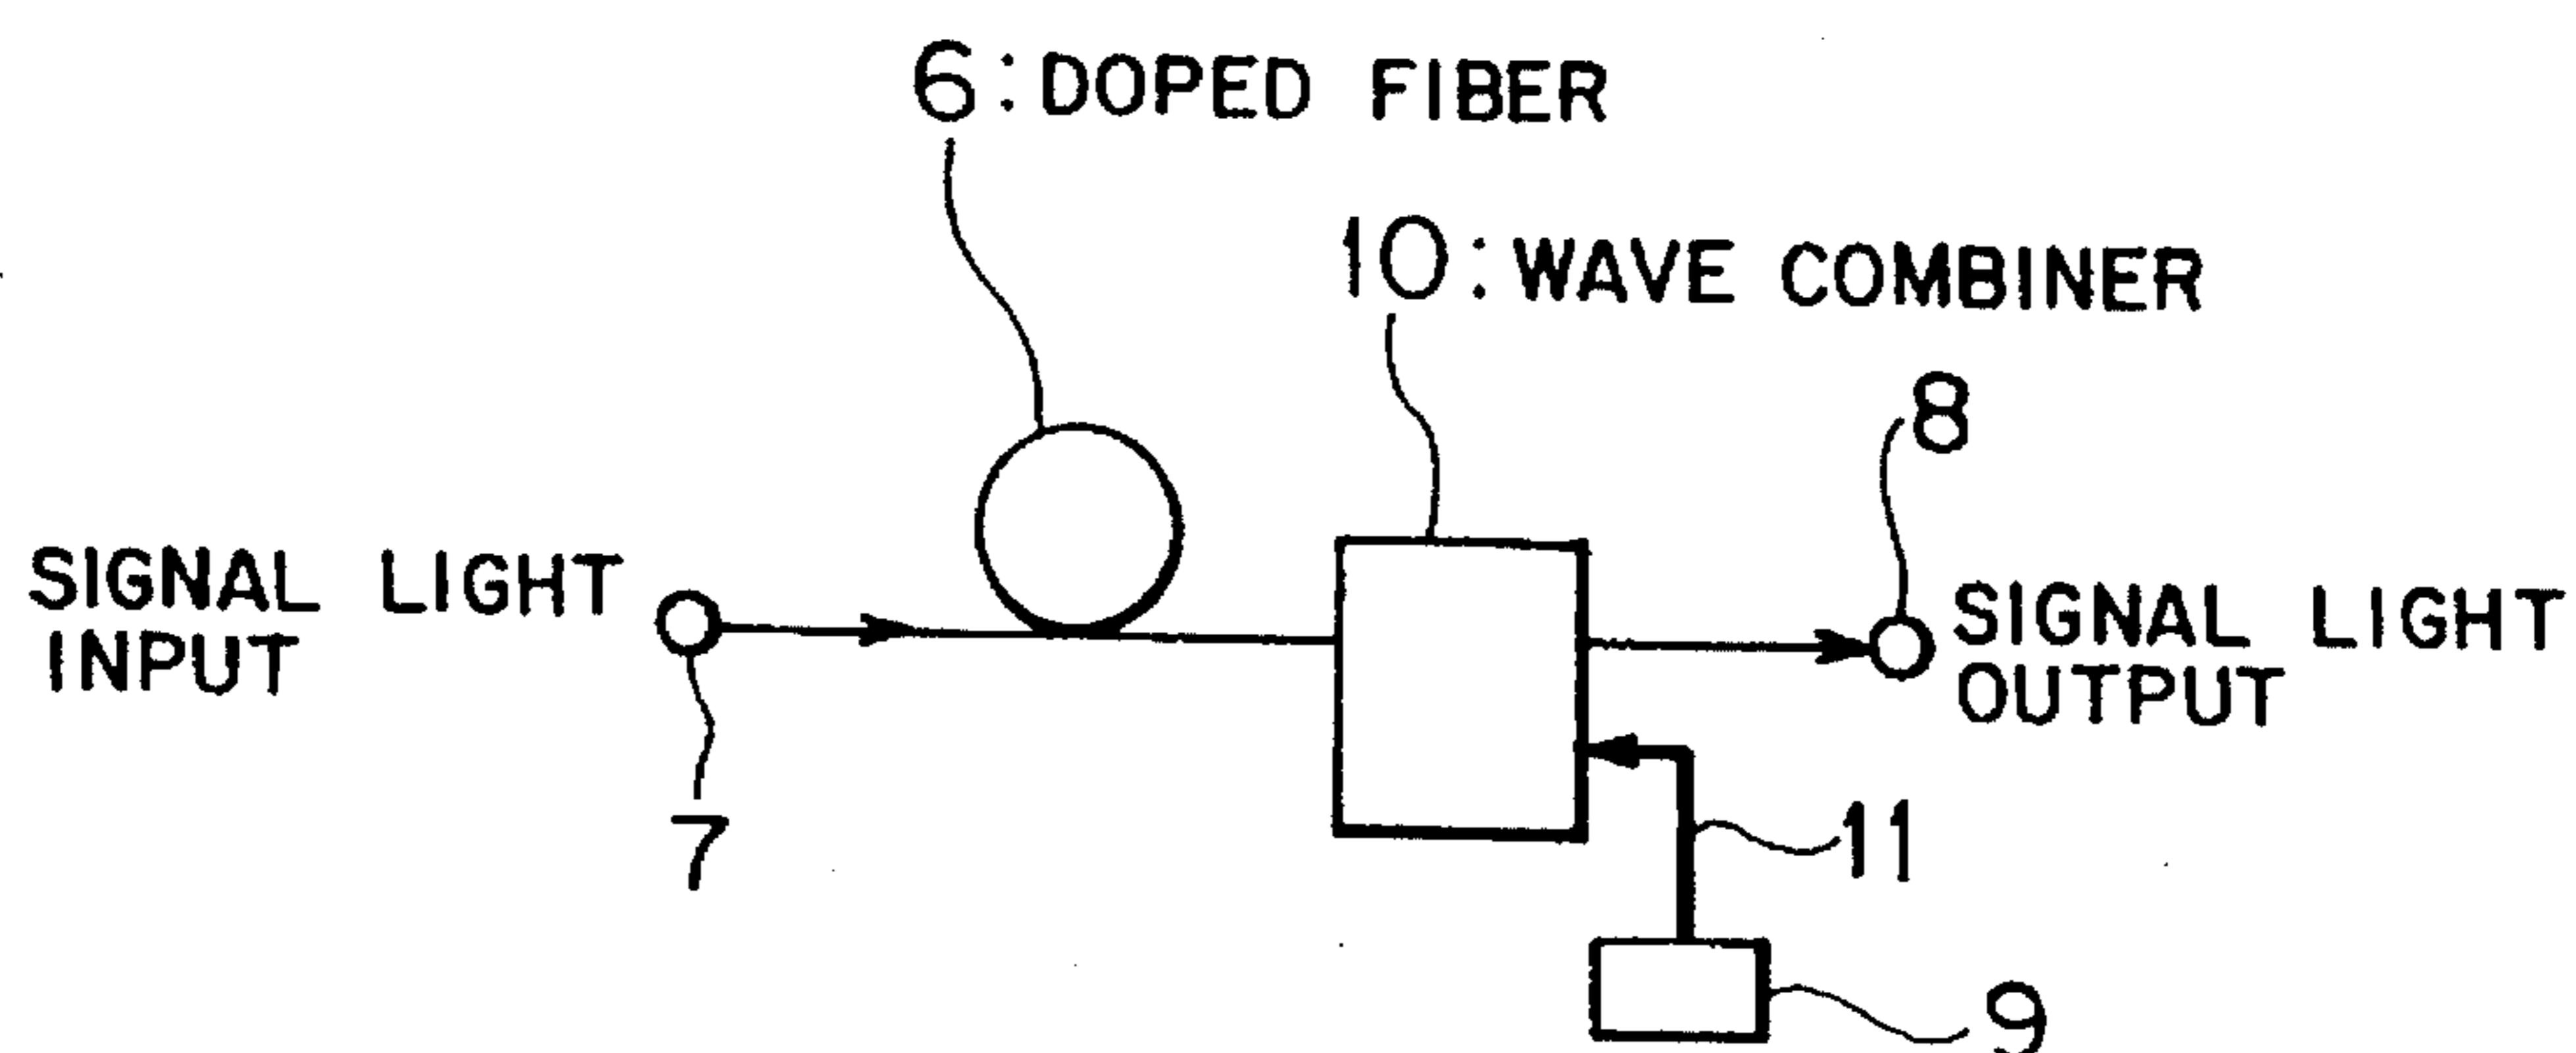 6: DOPED FIBER
10: WAVE COMBINER
8
SIGNAL LIGHT
INPUT
SIGNAL LIGHT
OUTPUT
7
11
9